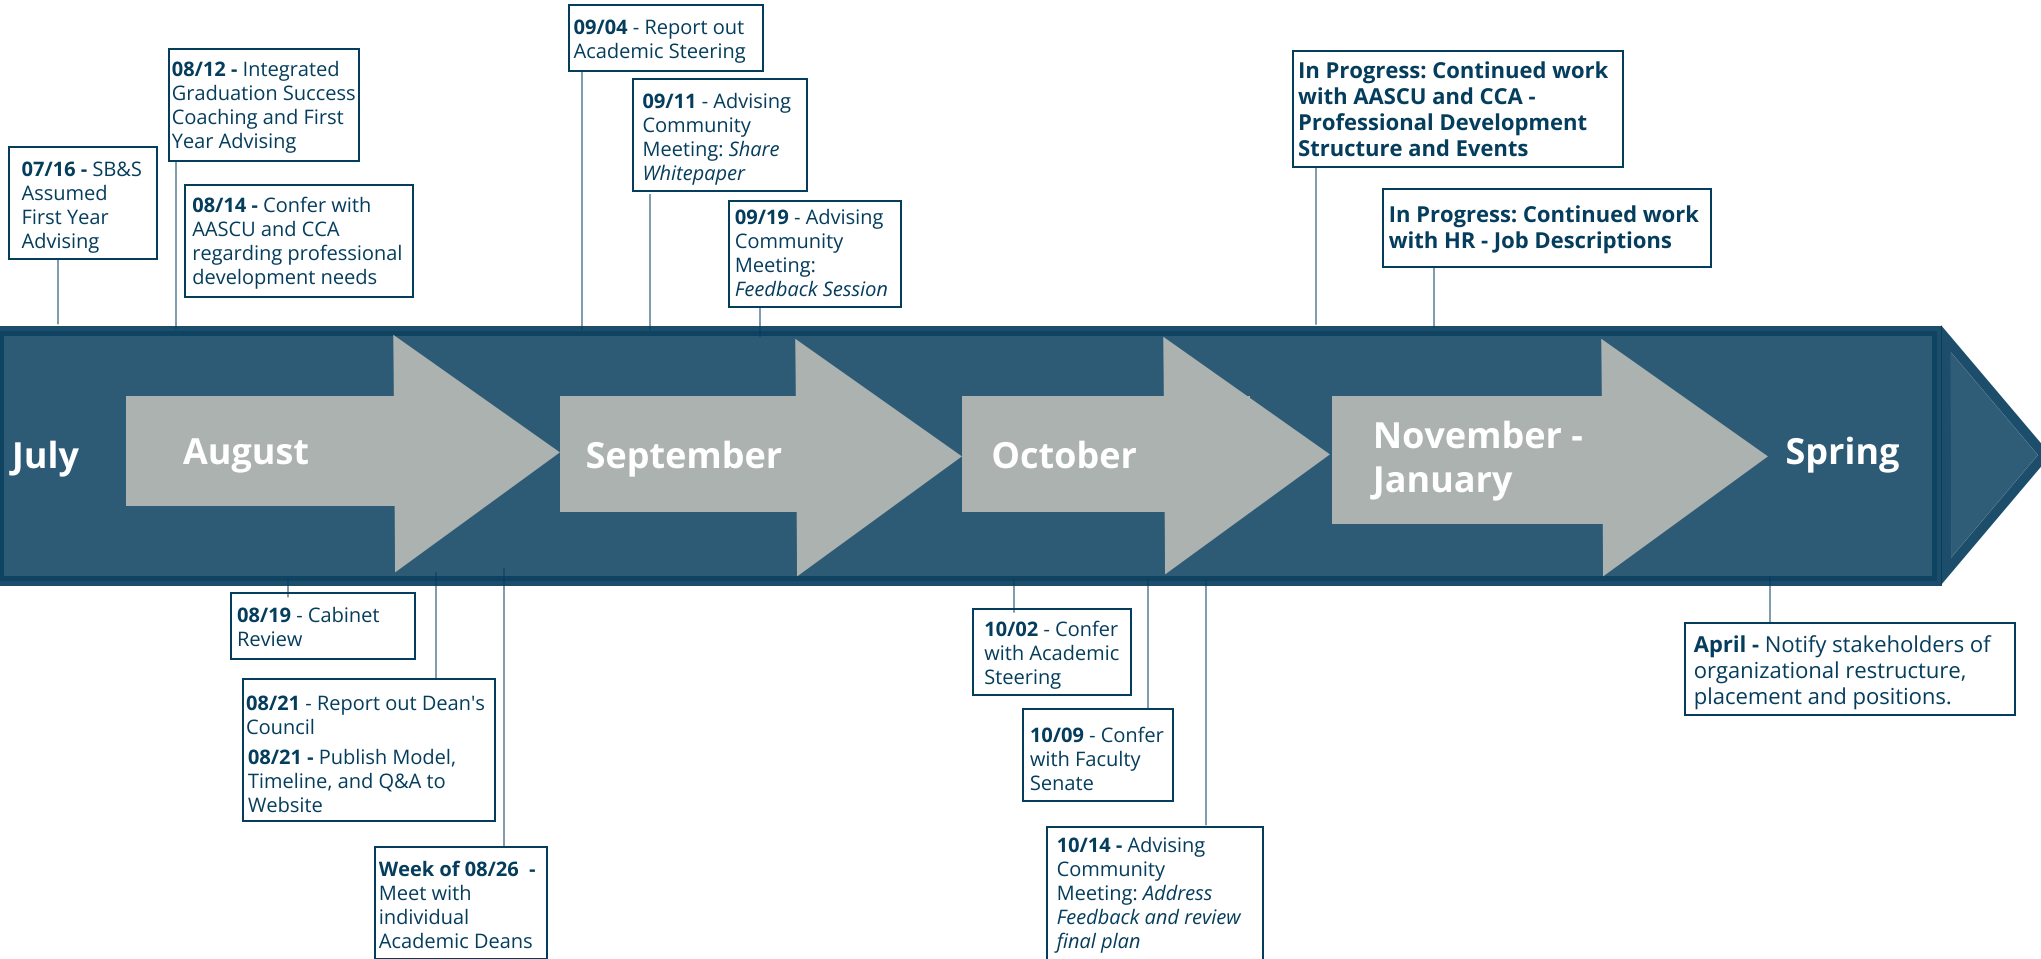 07/16 - SB&S
Assumed
First Year
Advising
08/12 - Integrated
Graduation Success
Coaching and First
Year Advising
08/14 - Confer with
AASCU and CCA
regarding professional
development needs
09/04 - Report out
Academic Steering
09/11 - Advising
Community
Meeting: Share
Whitepaper
09/19 - Advising
Community
Meeting:
Feedback Session
In Progress: Continued work
with AASCU and CCA -
Professional Development
Structure and Events
In Progress: Continued work
with HR - Job Descriptions
July
August
September
October
November -
January
Spring
08/19 - Cabinet
Review
08/21 - Report out Dean's
Council
08/21 - Publish Model,
Timeline, and Q&A to
Website
Week of 08/26 -
Meet with
individual
Academic Deans
10/02 - Confer
with Academic
Steering
10/09 - Confer
with Faculty
Senate
10/14 - Advising
Community
Meeting: Address
Feedback and review
final plan
April - Notify stakeholders of
organizational restructure,
placement and positions.